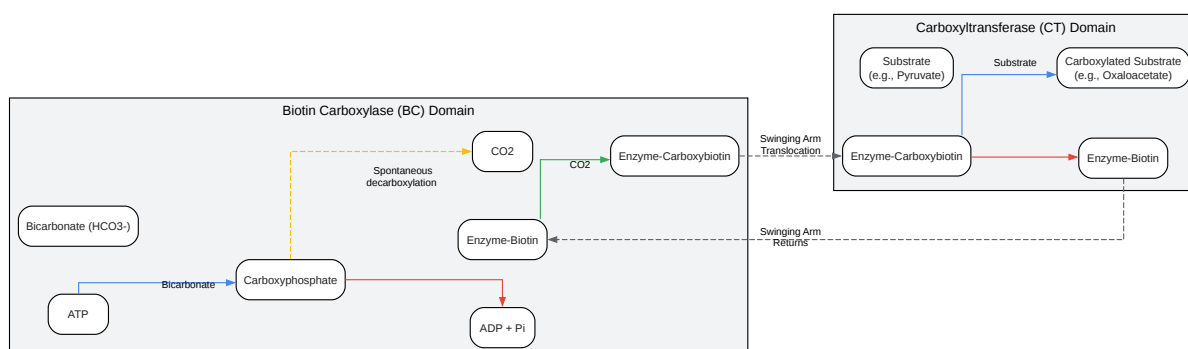 Carboxyltransferase (CT) Domain
Substrate
(e.g., Pyruvate)
Substrate
Carboxylated Substrate
(e.g., Oxaloacetate)
Biotin Carboxylase (BC) Domain
CO2
Enzyme-Carboxybiotin
CO2
Spontaneous
decarboxylation
Swinging Arm
Translocation
Enzyme-Carboxybiotin
Enzyme-Biotin
Bicarbonate (HCO3-)
Enzyme-Biotin
Swinging Arm
Returns
Carboxyphosphate
Bicarbonate
ATP
ADP + Pi